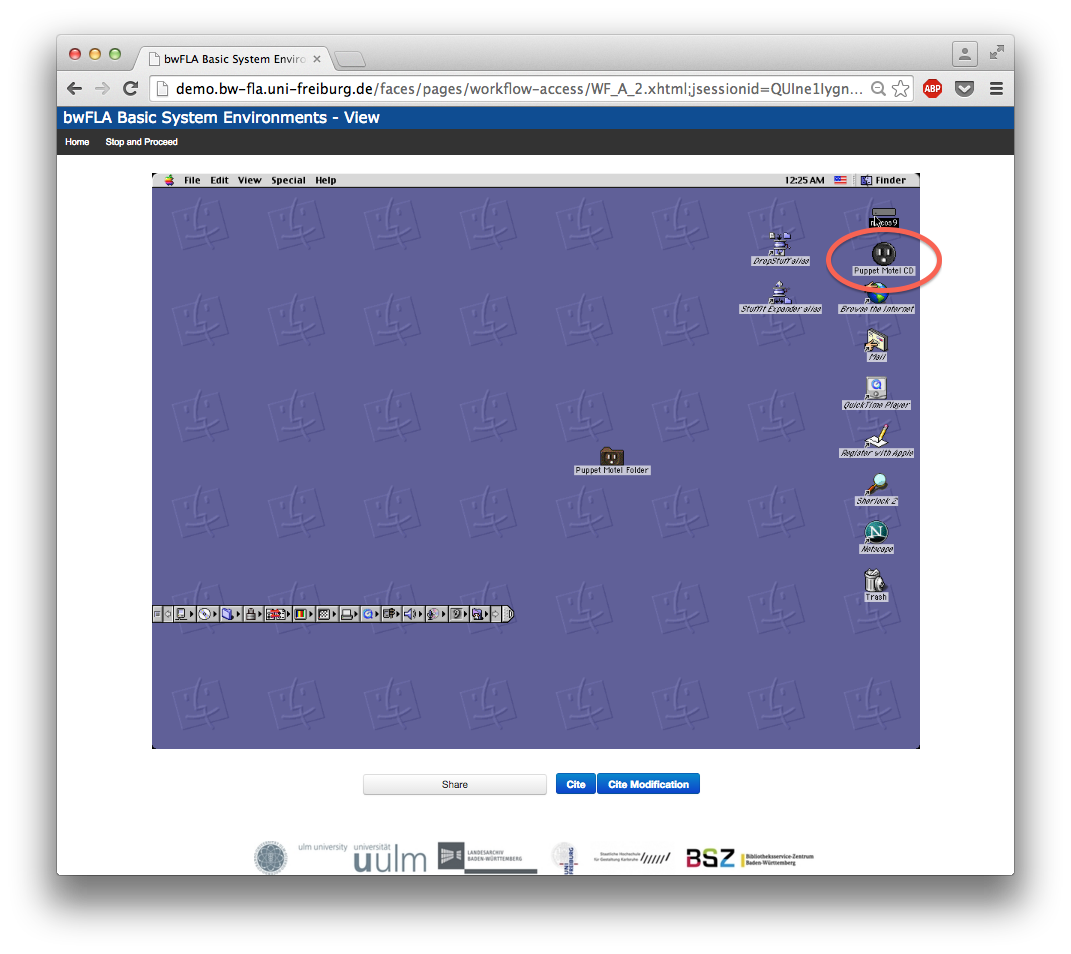 bwFLA Basic System Enviro
demo.bw-fla.uni-freiburg.de/faces/pages/workflow-access/WF_A_2.xhtml;jsessionid=QUIne1lygn...
ABP
bwFLA Basic System Environments - View
Home Stop and Proceed
File Edit View Special Help 12:25 AM Finder
DropStuff alias
Puppet Motel CD
StuffIt Expander alias
Browse the Internet
Mail
QuickTime Player
Register with Apple
Puppet Motel Folder
Sherlock 2
N
Netscape
Trash
Share Cite Cite Modification
ulm university universität
uulm
LANDESARCHIV
BADEN-WÜRTTEMBERG
UNI
FREIBURG
Staatliche Hochschule
für Gestaltung Karlsruhe
BSZ
Bibliotheksservice-Zentrum
Baden-Württemberg